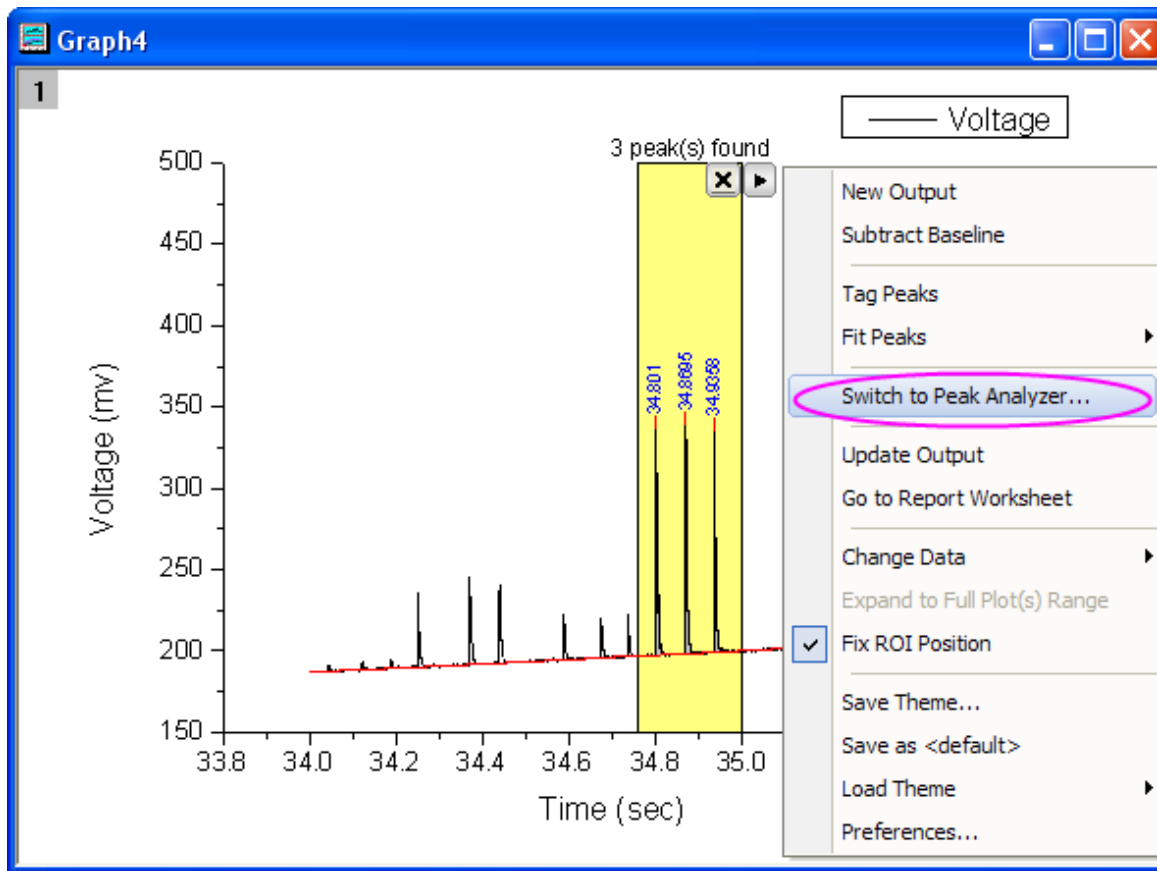 Graph4
1
Voltage
3 peak(s) found
500
450
400
350
300
250
200
150
Voltage (mv)
34.801
34.8695
34.9358
33.8 34.0 34.2 34.4 34.6 34.8 35.0
Time (sec)
New Output
Subtract Baseline
Tag Peaks
Fit Peaks
Switch to Peak Analyzer...
Update Output
Go to Report Worksheet
Change Data
Expand to Full Plot(s) Range
Fix ROI Position
Save Theme...
Save as <default>
Load Theme
Preferences...